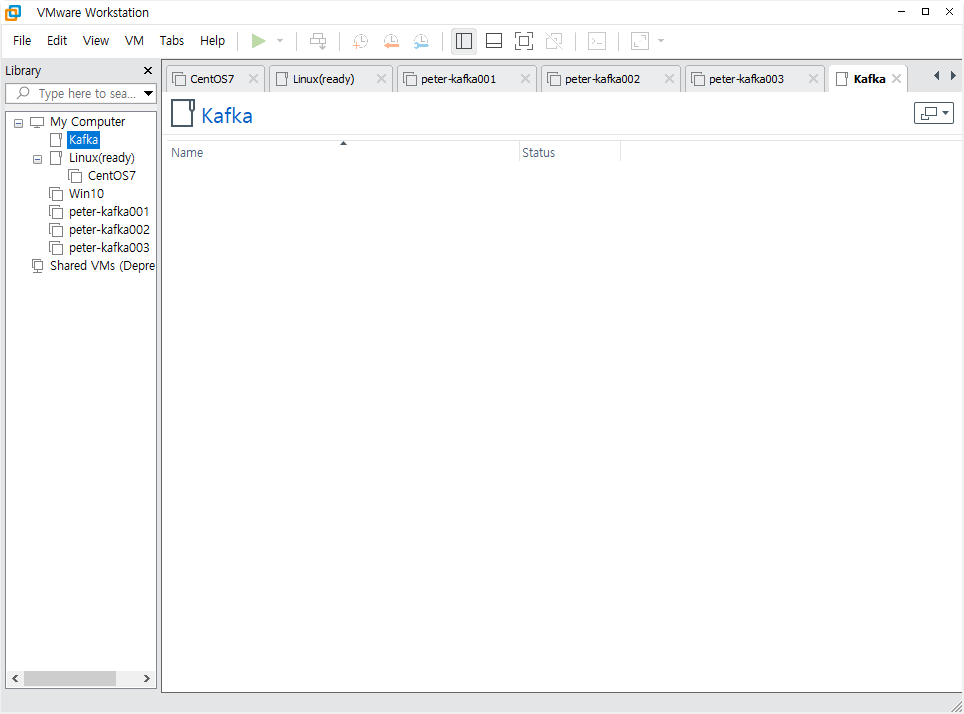 VMware Workstation
File Edit View VM Tabs Help
Library
Type here to sea...
My Computer
Kafka
Linux(ready)
CentOS7
Win10
peter-kafka001
peter-kafka002
peter-kafka003
Shared VMs (Depre
CentOS7 Linux(ready) peter-kafka001 peter-kafka002 peter-kafka003 Kafka
Kafka
Name Status